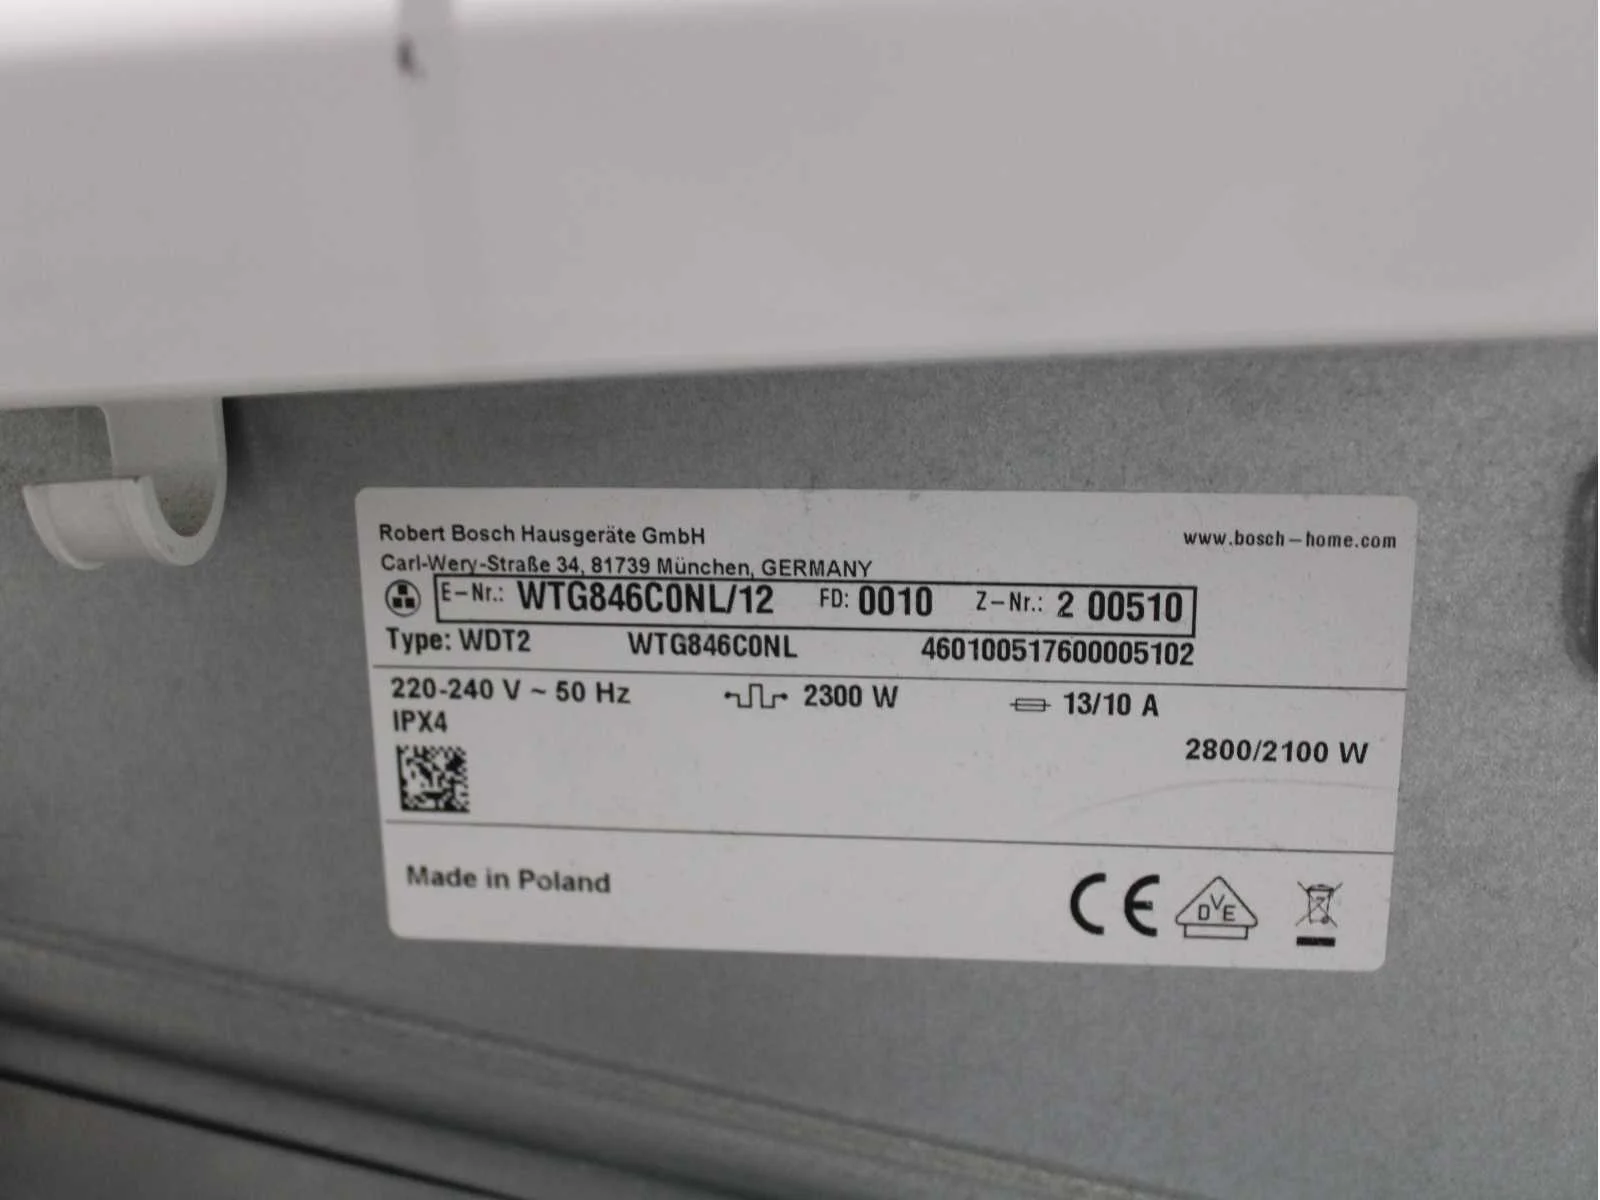 Robert Bosch Hausgeräte GmbH
www.bosch-home.com
Carl-Wery-Straße 34, 81739 München, GERMANY
E-Nr.: WTG846C0NL/12 FD: 0010 Z-Nr.: 2 00510
Type: WDT2 WTG846C0NL 460100517600005102
220-240 V ~ 50 Hz 2300 W 13/10 A
IPX4
2800/2100 W
Made in Poland
CE DVE